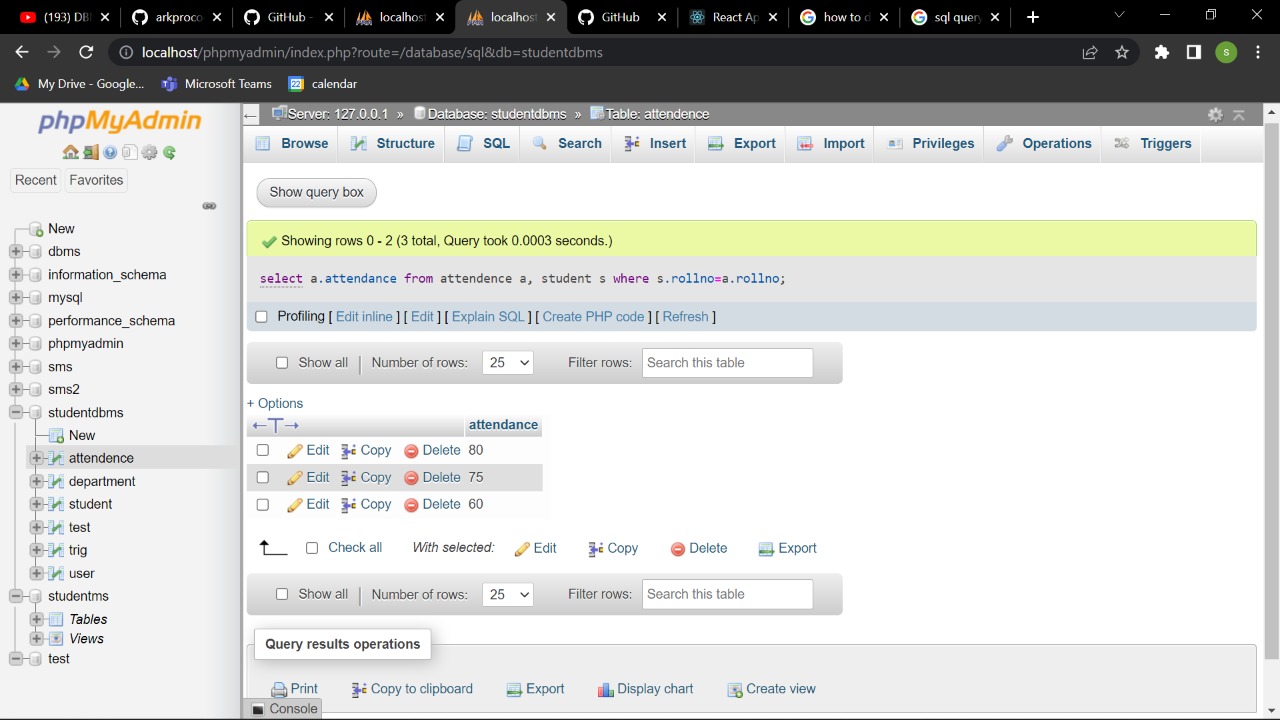 (193) DB
arkproco
GitHub -
localhos
localhost
GitHub
React Ap
how to d
sql query
localhost/phpmyadmin/index.php?route=/database/sql&db=studentdbms
S
My Drive - Google...
Microsoft Teams
22
calendar
phpMyAdmin
Recent
Favorites
New
dbms
information_schema
mysql
performance_schema
phpmyadmin
sms
sms2
studentdbms
New
attendence
department
student
test
trig
user
studentms
Tables
Views
test
Server: 127.0.0.1 » Database: studentdbms » Table: attendence
Browse Structure SQL Search Insert Export Import Privileges Operations Triggers
Show query box
Showing rows 0 - 2 (3 total, Query took 0.0003 seconds.)
select a.attendance from attendence a, student s where s.rollno=a.rollno;
Profiling [ Edit inline ] [ Edit ] [ Explain SQL ] [ Create PHP code ] [ Refresh ]
Show all | Number of rows: 25 Filter rows: Search this table
+ Options
←T→ attendance
Edit Copy Delete 80
Edit Copy Delete 75
Edit Copy Delete 60
Check all With selected: Edit Copy Delete Export
Show all | Number of rows: 25 Filter rows: Search this table
Query results operations
Print Copy to clipboard Export Display chart Create view
Console